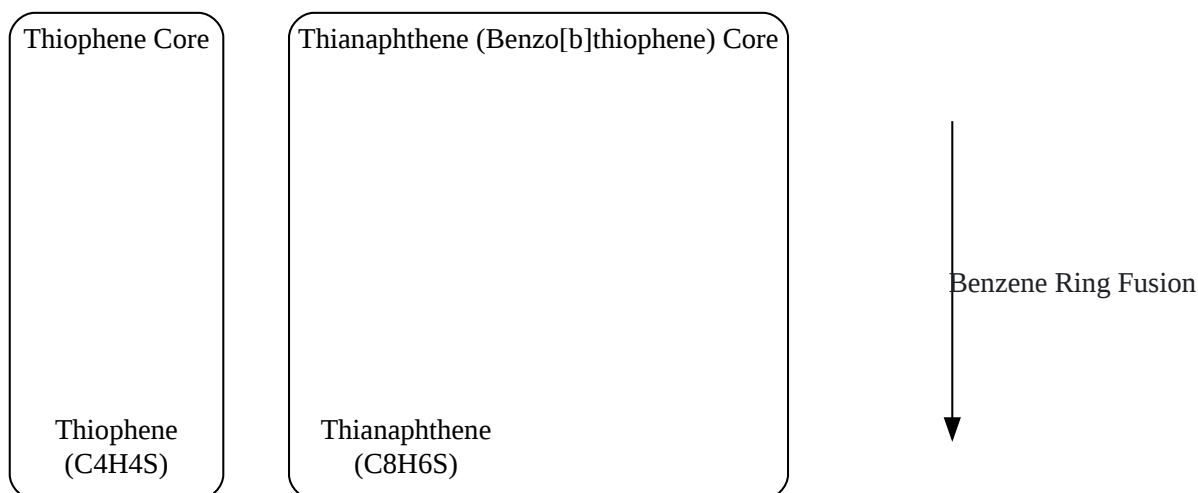 Thiophene Core
Thianaphthene (Benzo[b]thiophene) Core
Benzene Ring Fusion
Thiophene
(C4H4S)
Thianaphthene
(C8H6S)